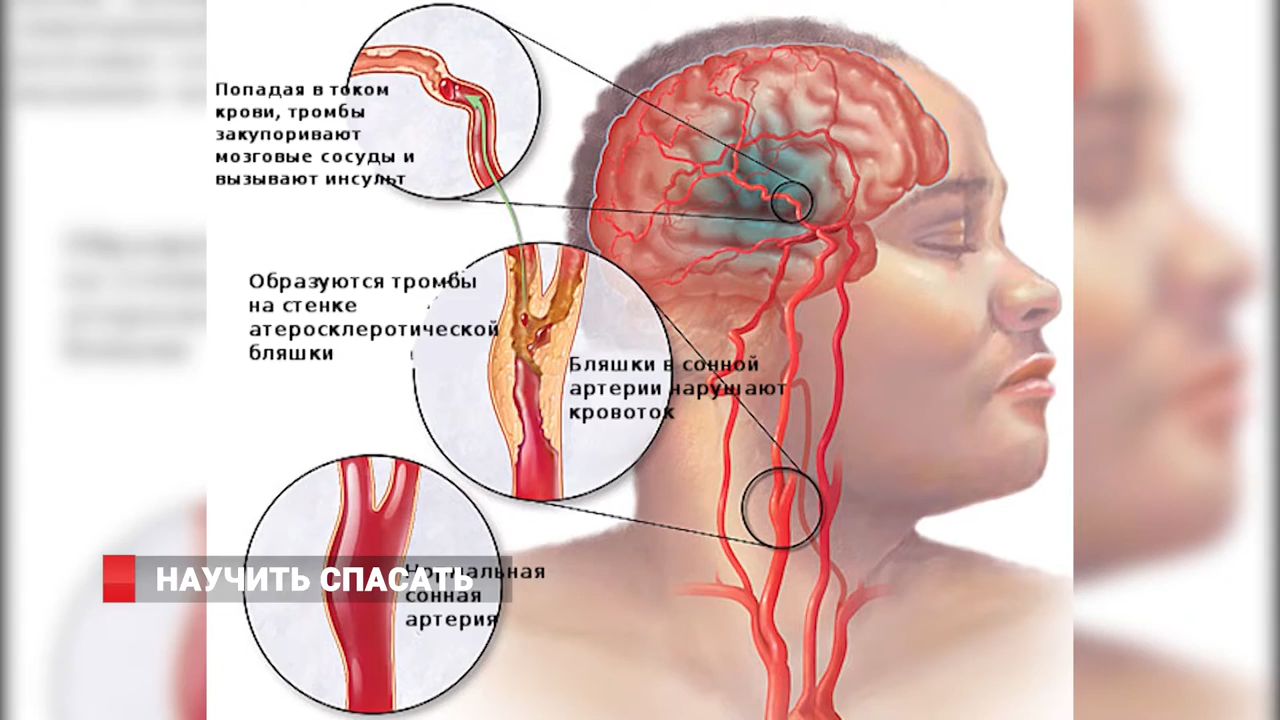 Попадая в током
крови, тромбы
закупоривают
мозговые сосуды и
вызывают инсульт
Образуются тромбы
на стенке
атеросклеротической
бляшки
Бляшки в сонной
артерии нарушают
кровоток
Нормальная
сонная
артерия
НАУЧИТЬ СПАСАТЬ